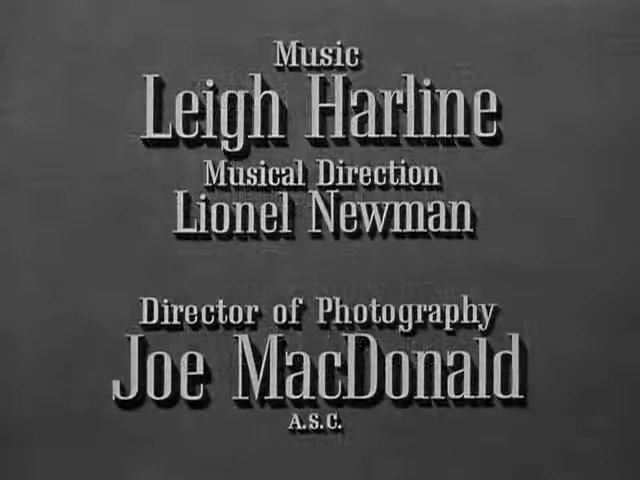 Music
Leigh Harline
Musical Direction
Lionel Newman
Director of Photography
Joe MacDonald
A.S.C.